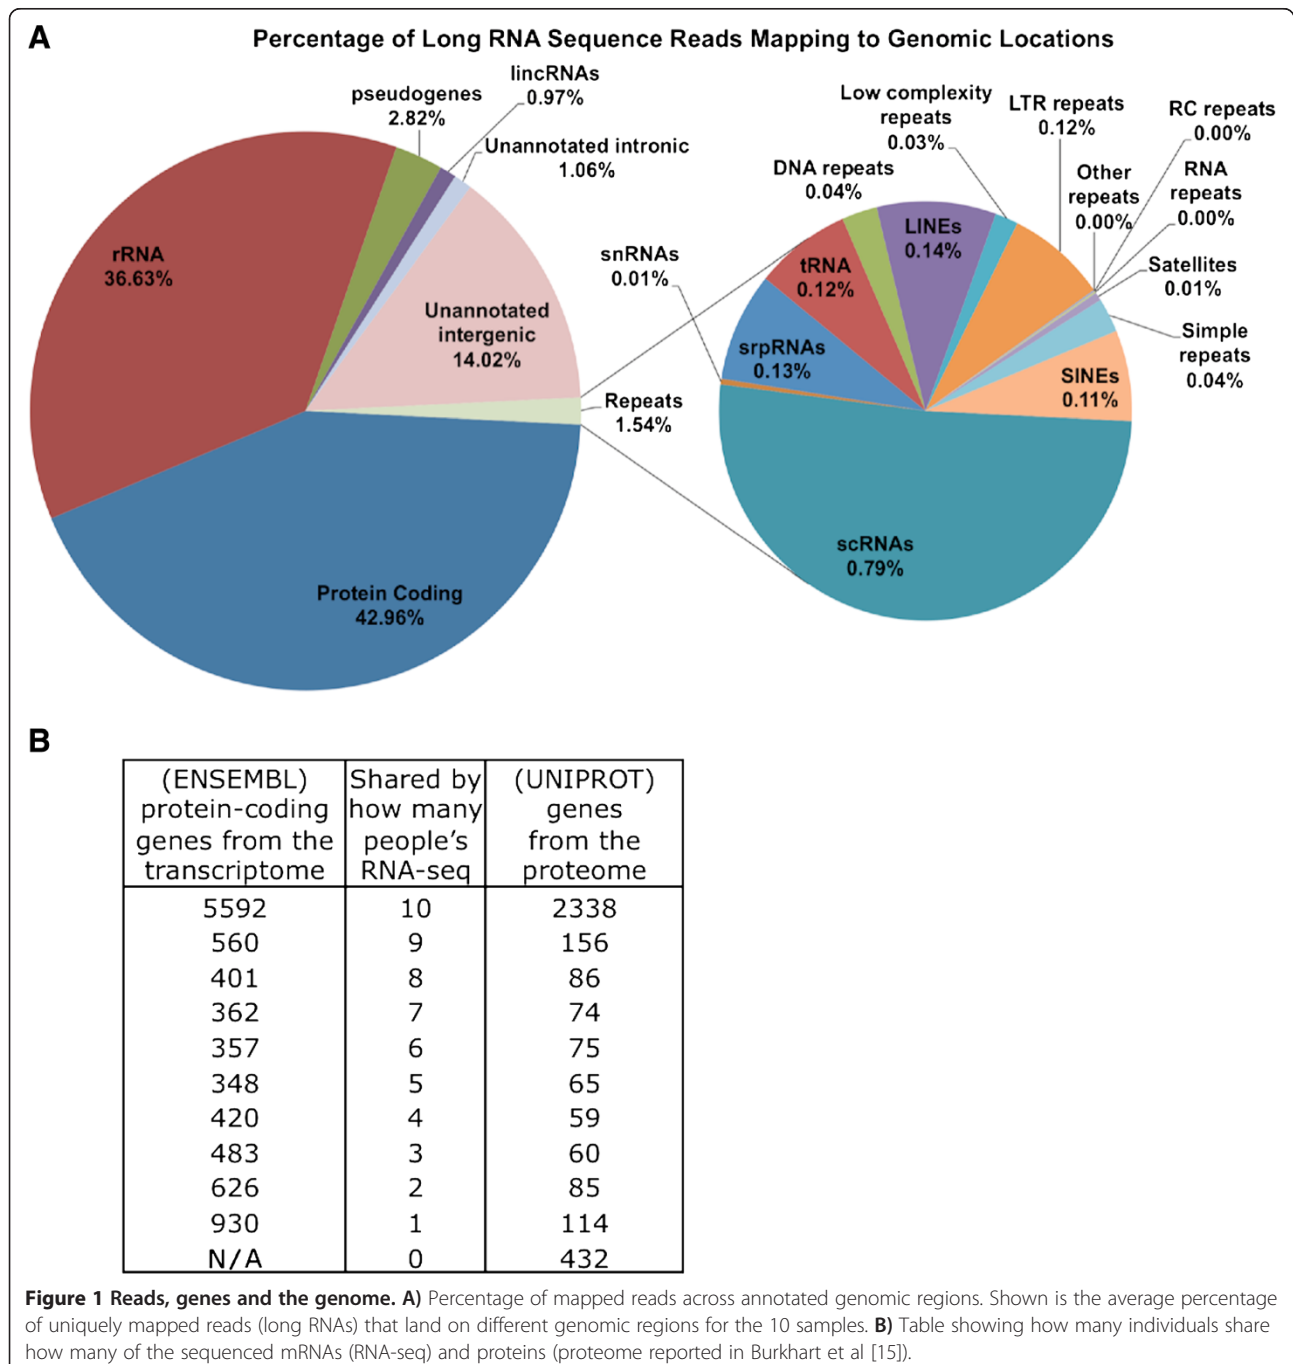 A
Percentage of Long RNA Sequence Reads Mapping to Genomic Locations
lincRNAs
0.97%
pseudogenes
2.82%
Unannotated intronic
1.06%
rRNA
36.63%
Unannotated
intergenic
14.02%
Repeats
1.54%
Protein Coding
42.96%
Low complexity
repeats
0.03%
LTR repeats
0.12%
RC repeats
0.00%
DNA repeats
0.04%
Other
repeats
0.00%
RNA
repeats
0.00%
snRNAs
0.01%
LINEs
0.14%
tRNA
0.12%
Satellites
0.01%
srpRNAs
0.13%
Simple
repeats
0.04%
SINEs
0.11%
scRNAs
0.79%
B
(ENSEMBL)
protein-coding
genes from the
transcriptome
Shared by
how many
people's
RNA-seq
(UNIPROT)
genes
from the
proteome
5592 10 2338
560 9 156
401 8 86
362 7 74
357 6 75
348 5 65
420 4 59
483 3 60
626 2 85
930 1 114
N/A 0 432
Figure 1 Reads, genes and the genome. A) Percentage of mapped reads across annotated genomic regions. Shown is the average percentage
of uniquely mapped reads (long RNAs) that land on different genomic regions for the 10 samples. B) Table showing how many individuals share
how many of the sequenced mRNAs (RNA-seq) and proteins (proteome reported in Burkhart et al [15]).